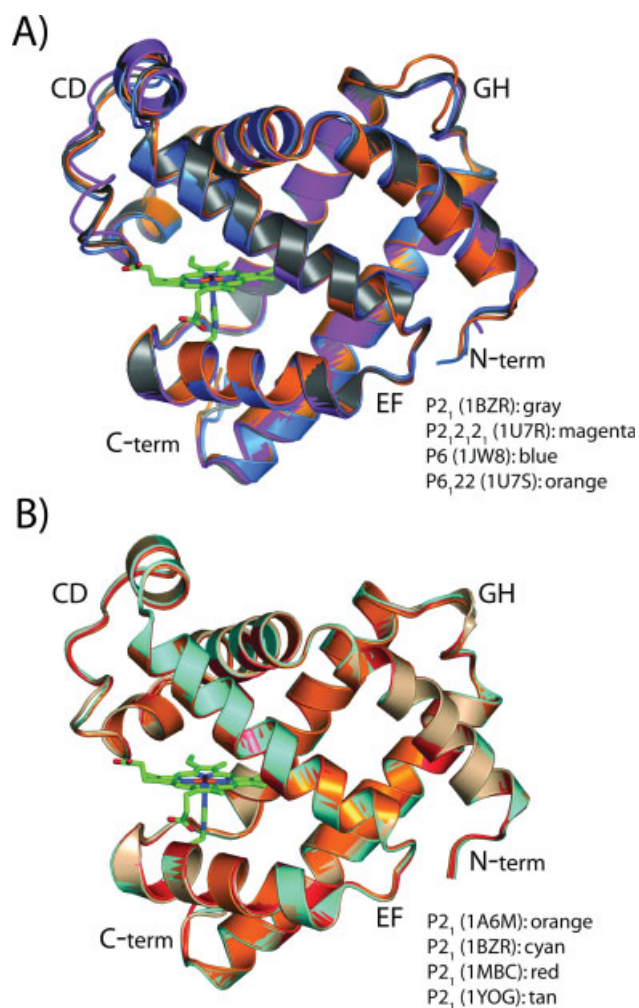 A)
CD
GH
N-term
EF
C-term
P2₁ (1BZR): gray
P2₁2₁2₁ (1U7R): magenta
P6 (1JW8): blue
P6₁22 (1U7S): orange
B)
CD
GH
N-term
EF
C-term
P2₁ (1A6M): orange
P2₁ (1BZR): cyan
P2₁ (1MBC): red
P2₁ (1YOG): tan